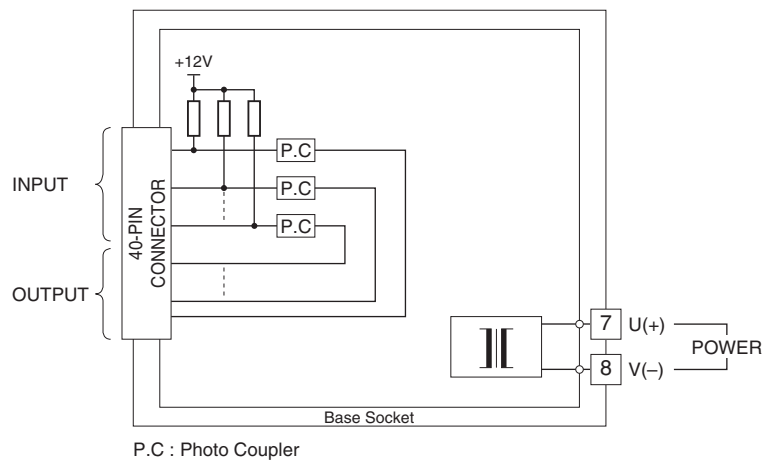 +12V
INPUT
OUTPUT
40-PIN
CONNECTOR
P.C
P.C
P.C
7 U(+)
POWER
8 V(–)
Base Socket
P.C : Photo Coupler